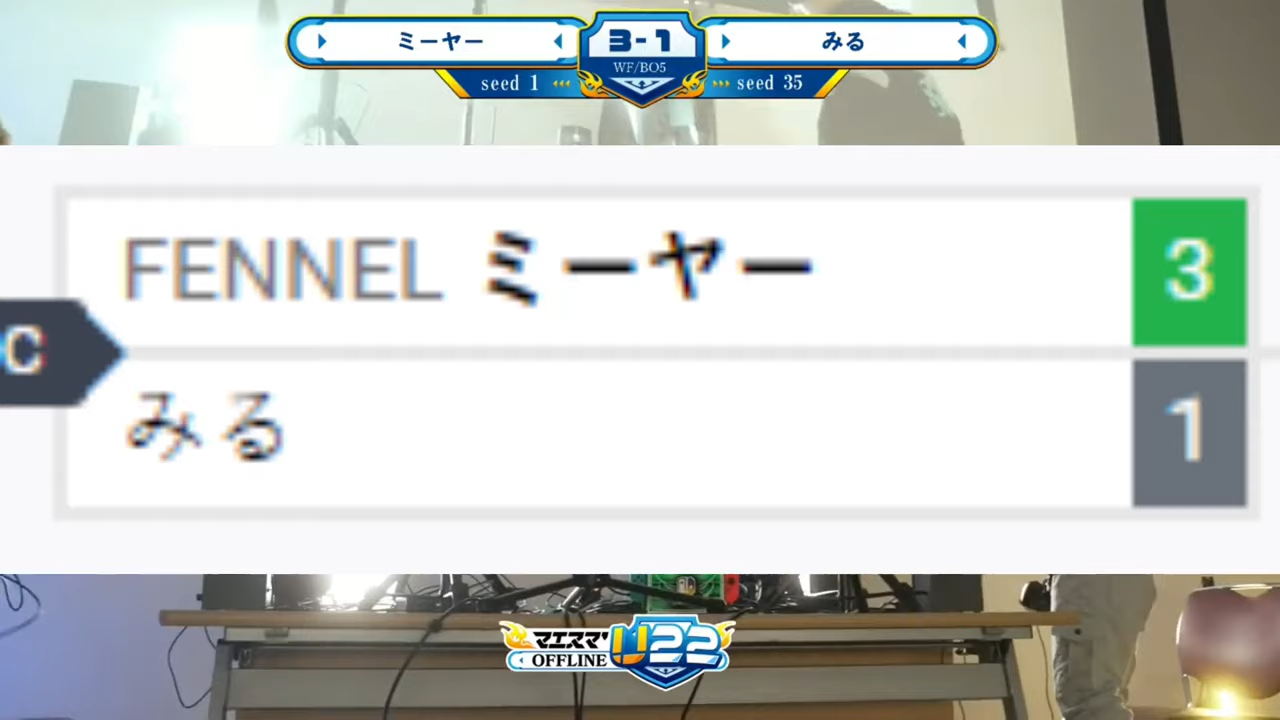 ミーヤー 3-1 みる
WF/BO5
seed 1 seed 35
FENNEL ミーヤー 3
C
みる 1
マエスマ'
OFFLINE U22